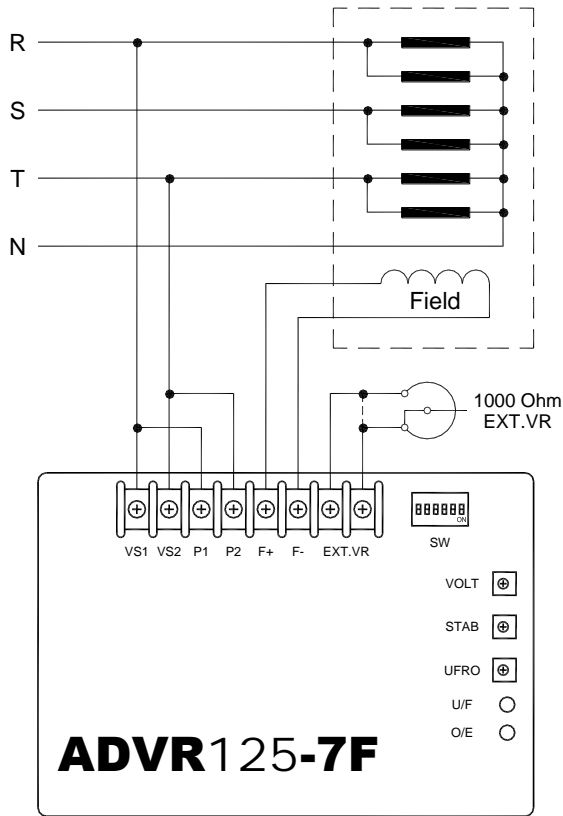 R
S
T
N
Field
1000 Ohm
EXT.VR
VS1 VS2 P1 P2 F+ F- EXT.VR
ON
SW
VOLT
STAB
UFRO
U/F
O/E
ADVR125-7F